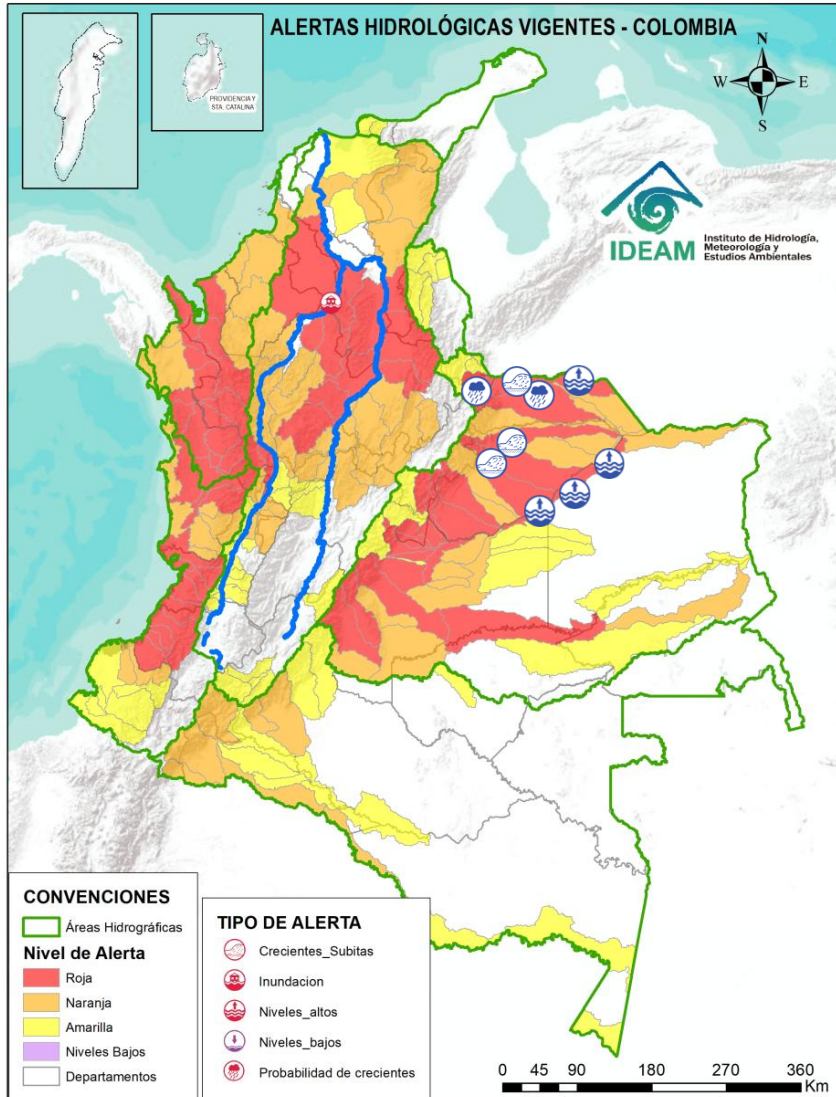 ALERTAS HIDROLÓGICAS VIGENTES - COLOMBIA
PROVIDENCIA Y
STA. CATALINA
N
W
E
S
IDEAM
Instituto de Hidrología,
Meteorología y
Estudios Ambientales
CONVENCIONES
Áreas Hidrográficas
Nivel de Alerta
Roja
Naranja
Amarilla
Niveles Bajos
Departamentos
TIPO DE ALERTA
Crecientes_Subitas
Inundacion
Niveles_altos
Niveles_bajos
Probabilidad de crecientes
0 45 90 180 270 360
Km